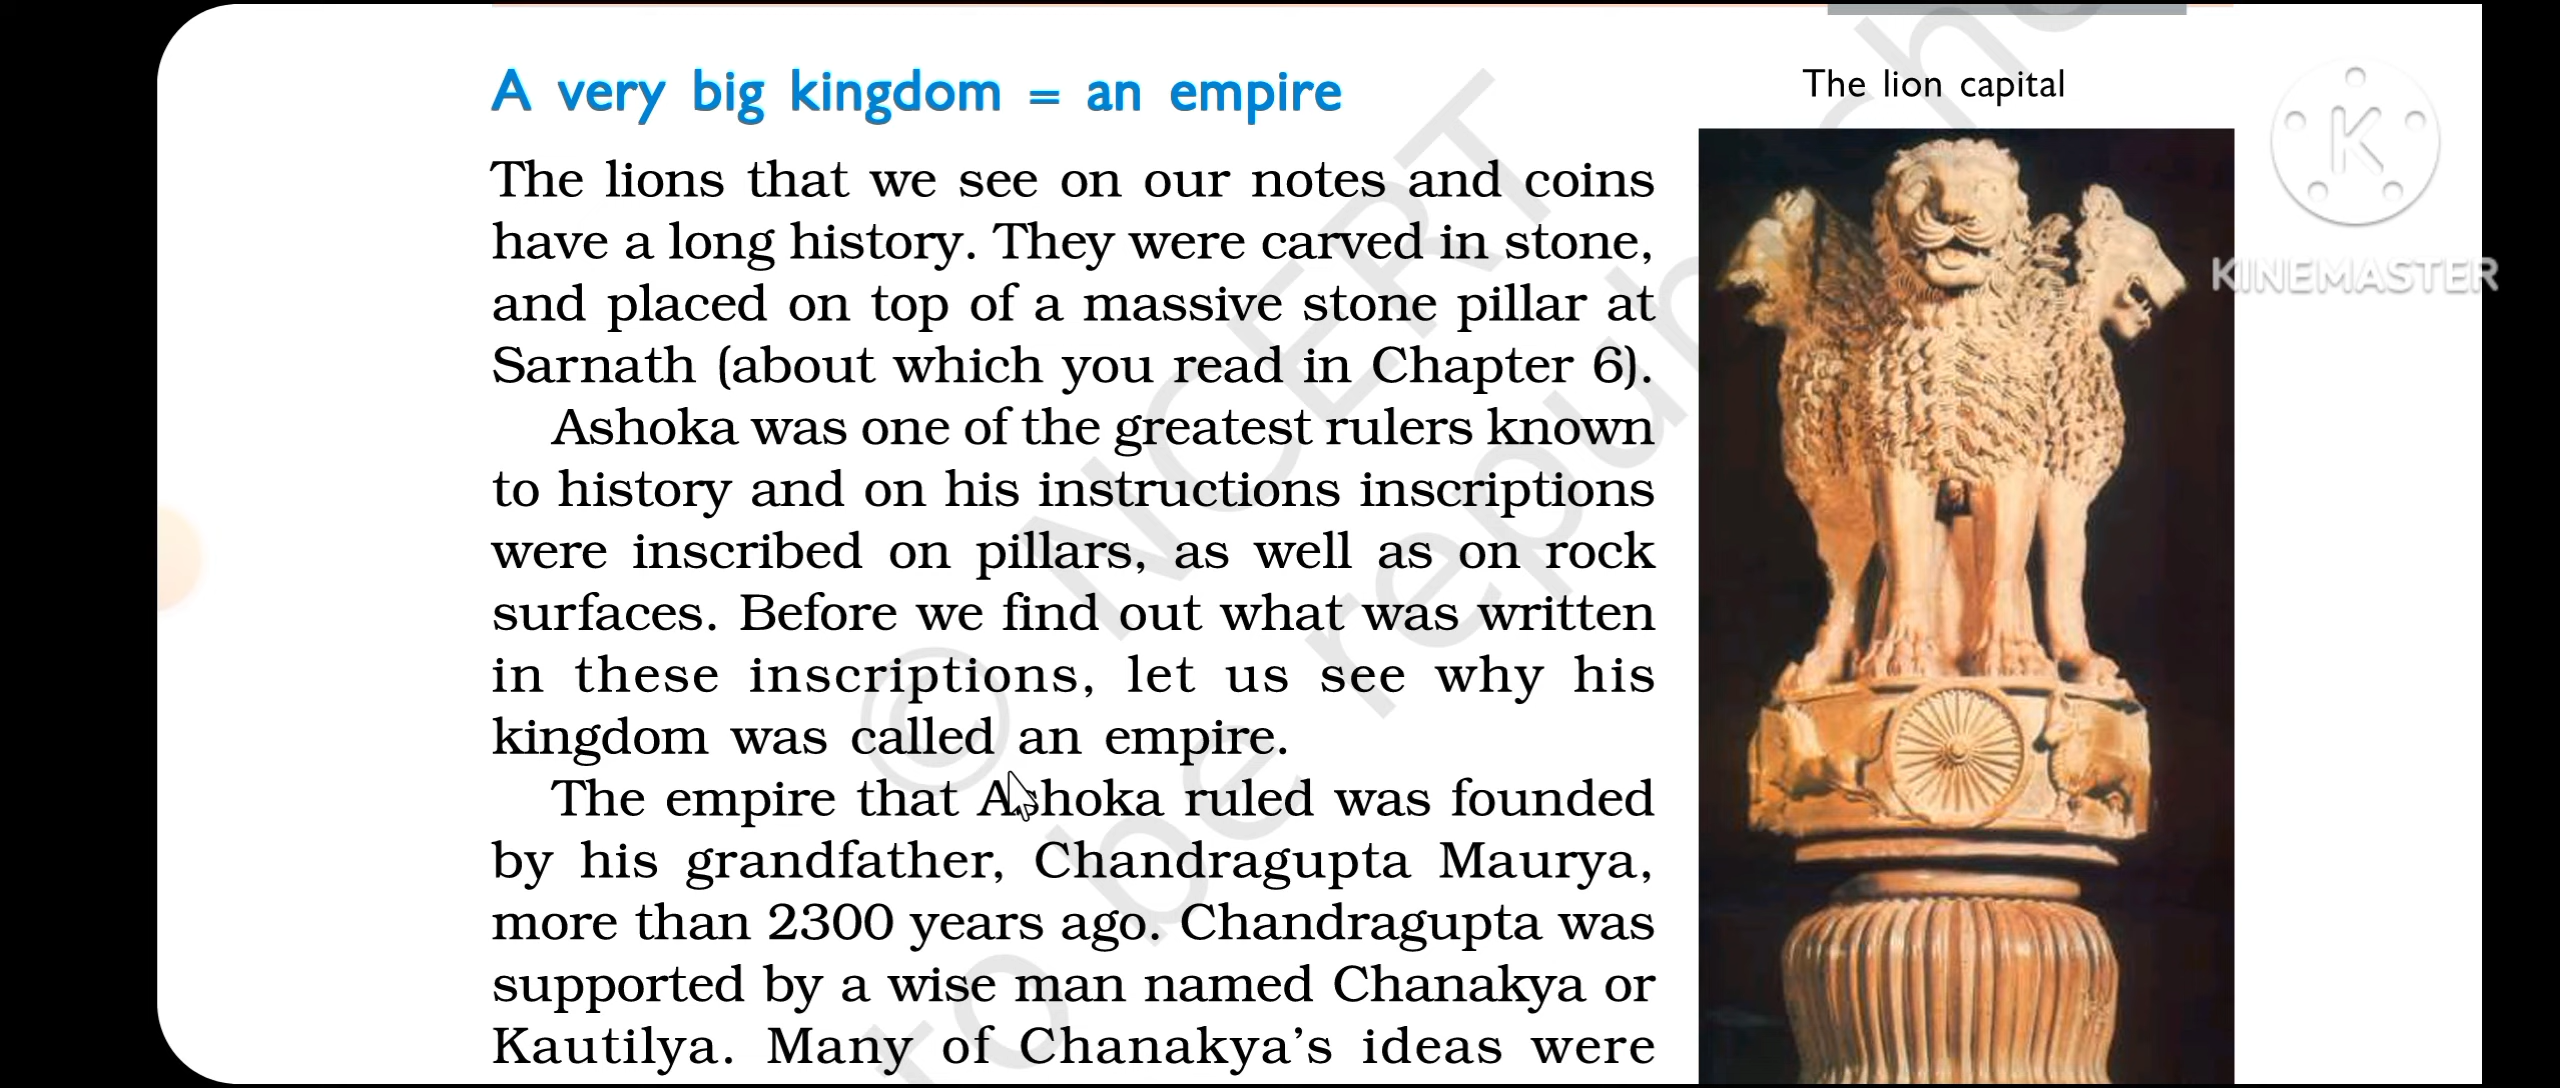 A very big kingdom = an empire
The lion capital
The lions that we see on our notes and coins
have a long history. They were carved in stone,
and placed on top of a massive stone pillar at
Sarnath (about which you read in Chapter 6).
Ashoka was one of the greatest rulers known
to history and on his instructions inscriptions
were inscribed on pillars, as well as on rock
surfaces. Before we find out what was written
in these inscriptions, let us see why his
kingdom was called an empire.
The empire that Ashoka ruled was founded
by his grandfather, Chandragupta Maurya,
more than 2300 years ago. Chandragupta was
supported by a wise man named Chanakya or
Kautilya. Many of Chanakya’s ideas were
© NCERT
to be repu
K
KINEMASTER